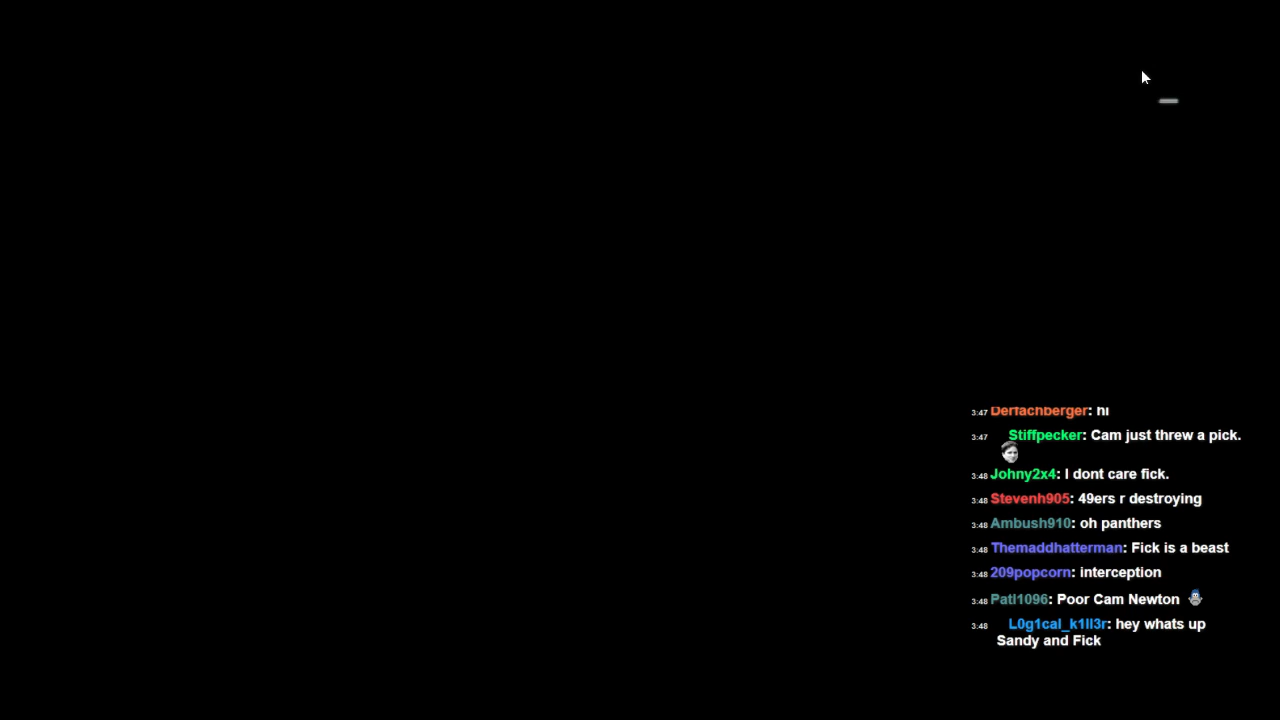 3:47 Derfachberger: hi
3:47 Stiffpecker: Cam just threw a pick.
3:48 Johny2x4: I dont care fick.
3:48 Stevenh905: 49ers r destroying
3:48 Ambush910: oh panthers
3:48 Themaddhatterman: Fick is a beast
3:48 209popcorn: interception
3:48 Patl1096: Poor Cam Newton
3:48 L0g1cal_k1ll3r: hey whats up
Sandy and Fick